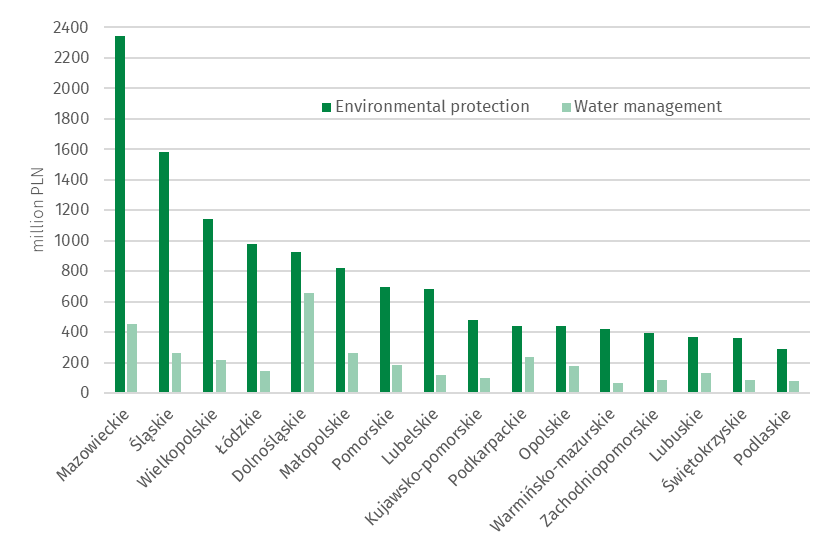 2400
2200
2000
1800
1600
1400
1200
1000
800
600
400
200
0
million PLN
Environmental protection
Water management
Mazowieckie
Śląskie
Wielkopolskie
Łódzkie
Dolnośląskie
Małopolskie
Pomorskie
Lubelskie
Kujawsko-pomorskie
Podkarpackie
Opolskie
Warmińsko-mazurskie
Zachodniopomorskie
Lubuskie
Świętokrzyskie
Podlaskie